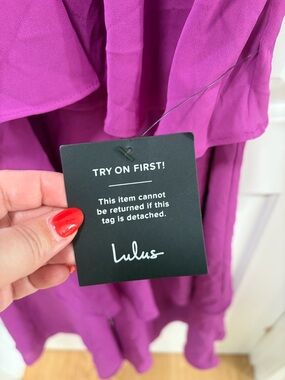 TRY ON FIRST!
This item cannot
be returned if this
tag is detached.
Lulus